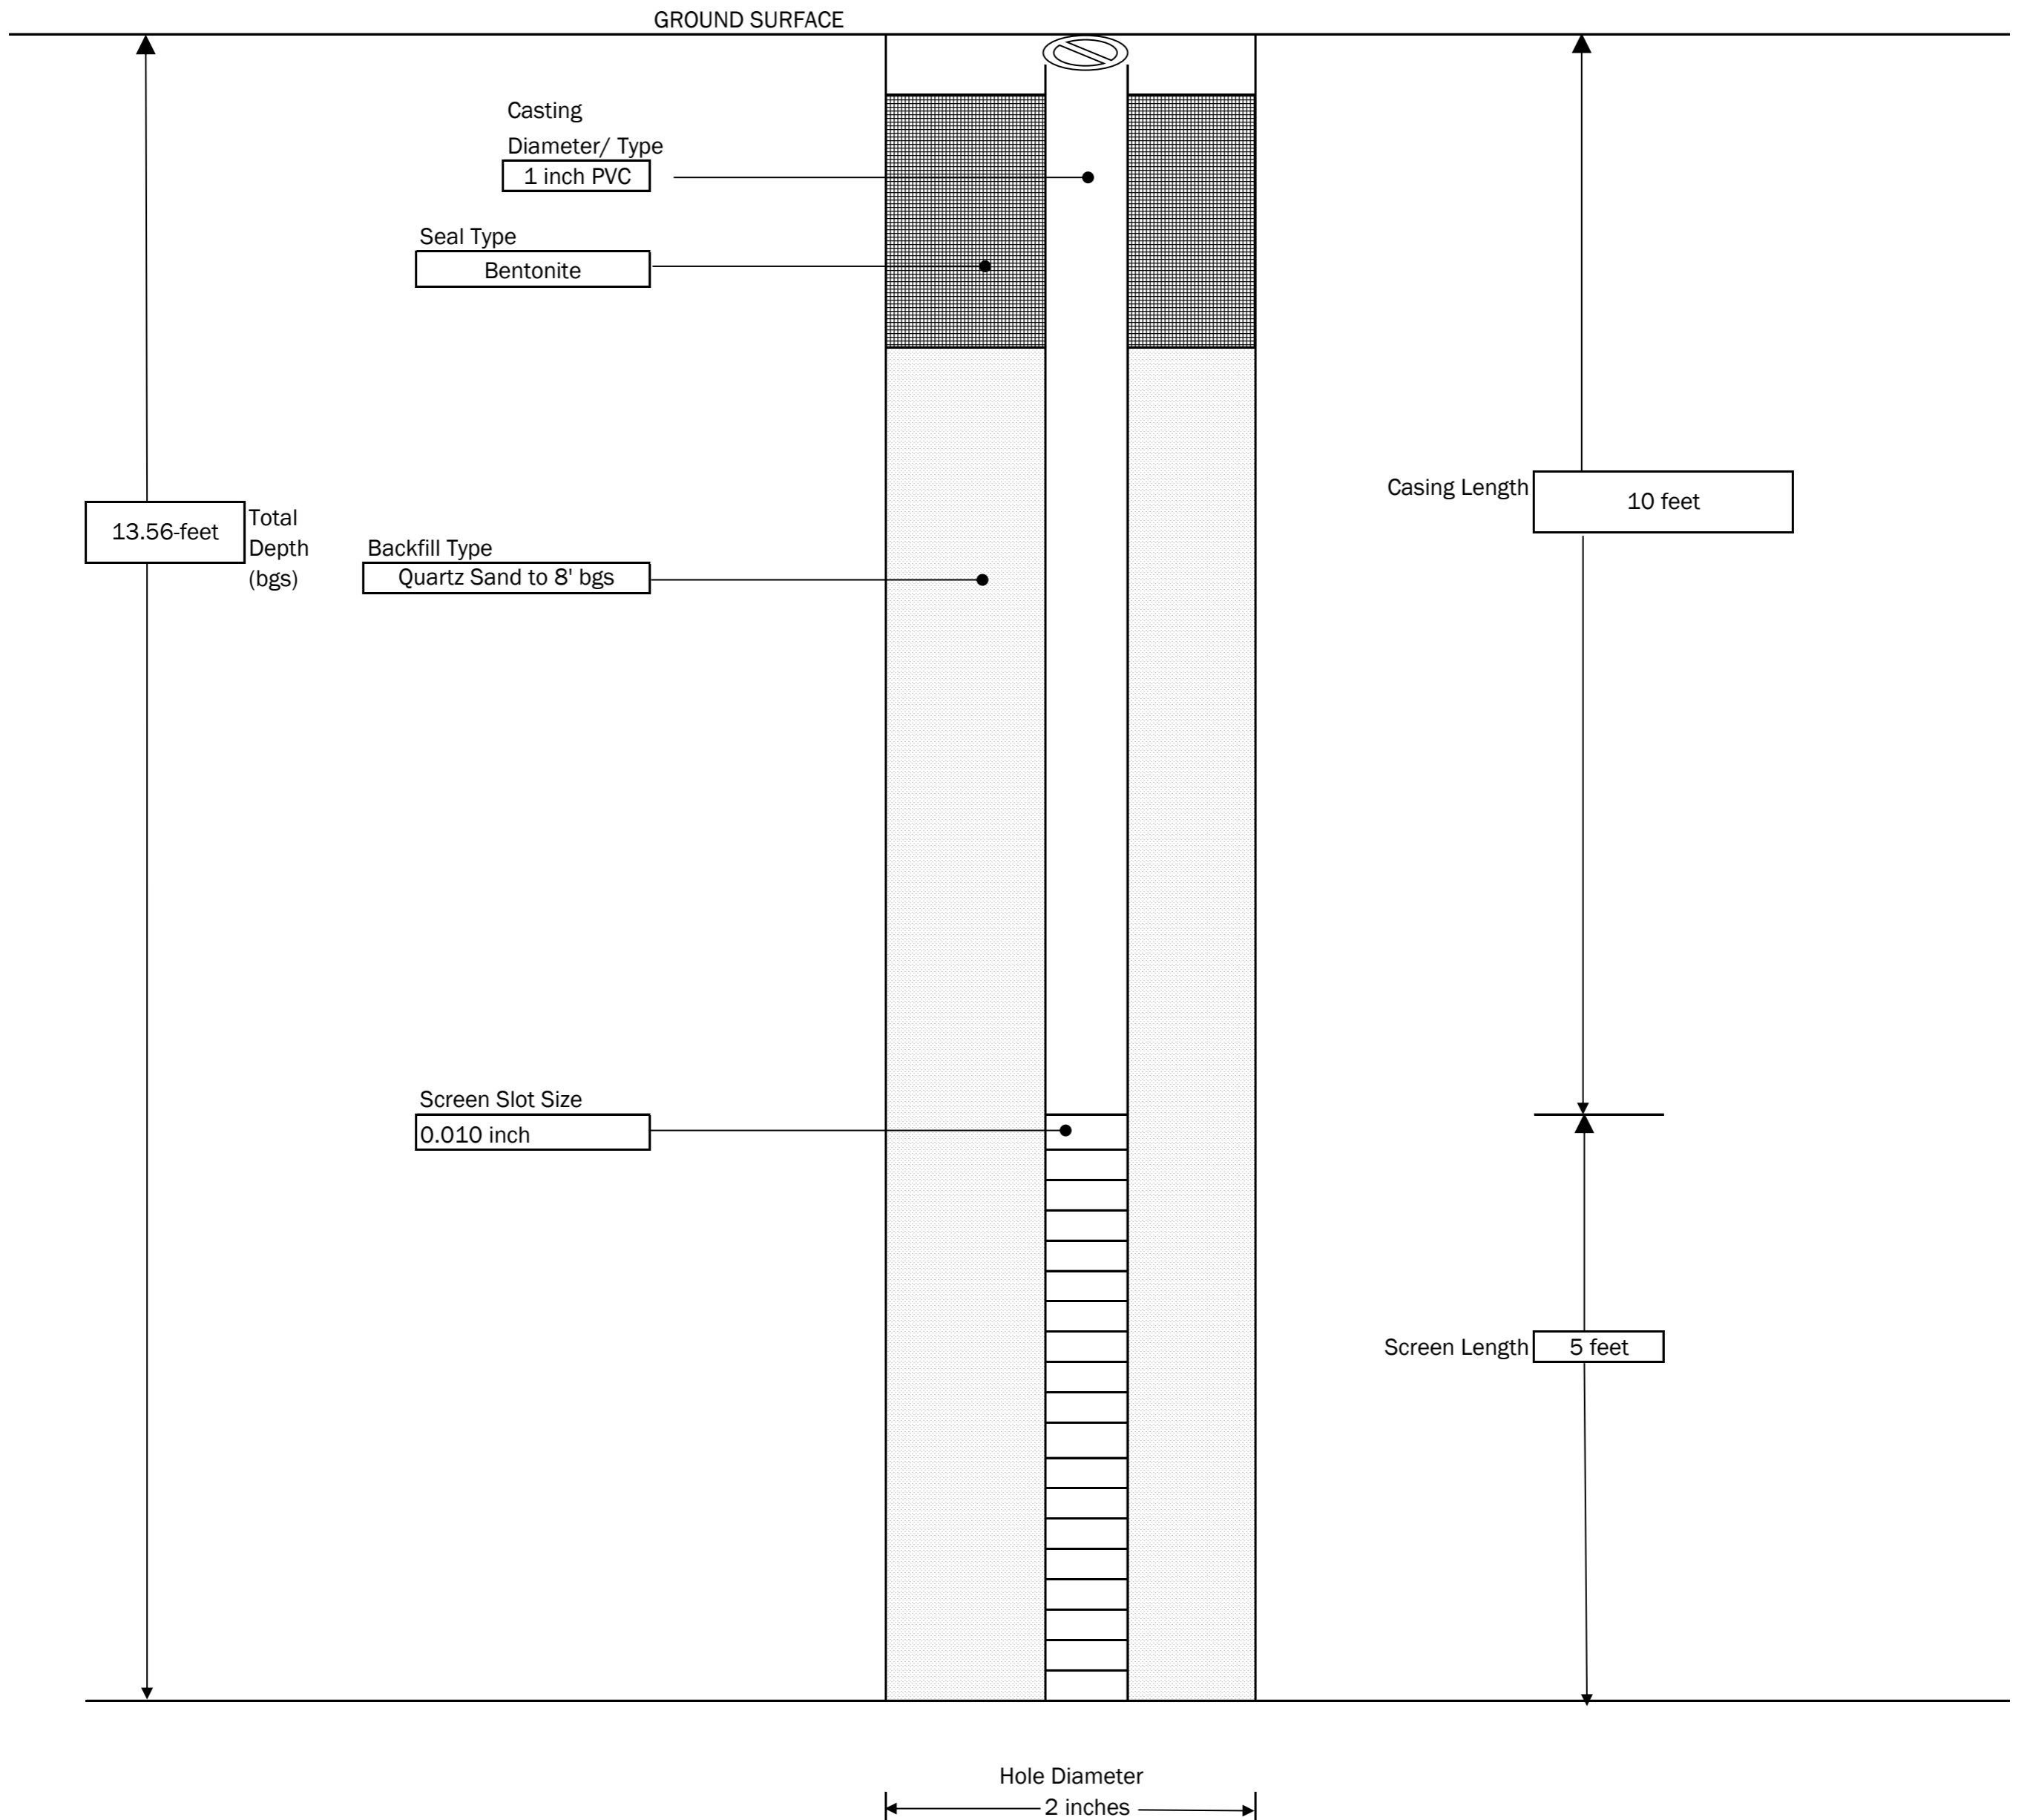 GROUND SURFACE
Casting
Diameter/ Type
1 inch PVC
Seal Type
Bentonite
Casing Length
10 feet
13.56-feet
Total
Depth
(bgs)
Backfill Type
Quartz Sand to 8' bgs
Screen Slot Size
0.010 inch
Screen Length
5 feet
Hole Diameter
2 inches